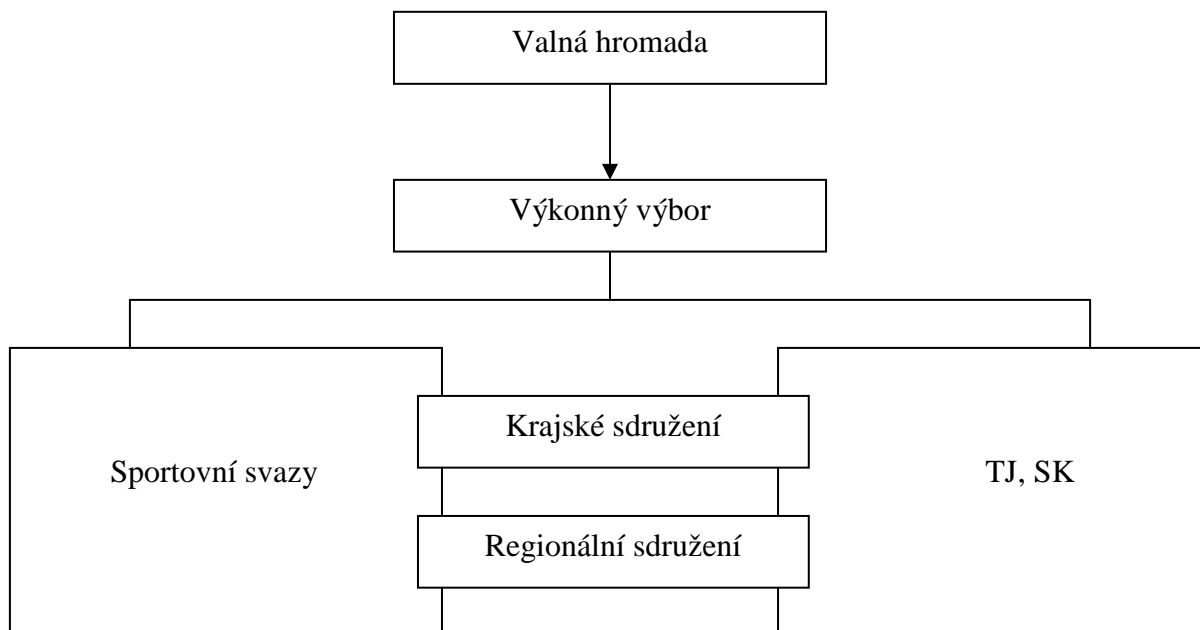 Valná hromada
Výkonný výbor
Krajské sdružení
Sportovní svazy
TJ, SK
Regionální sdružení